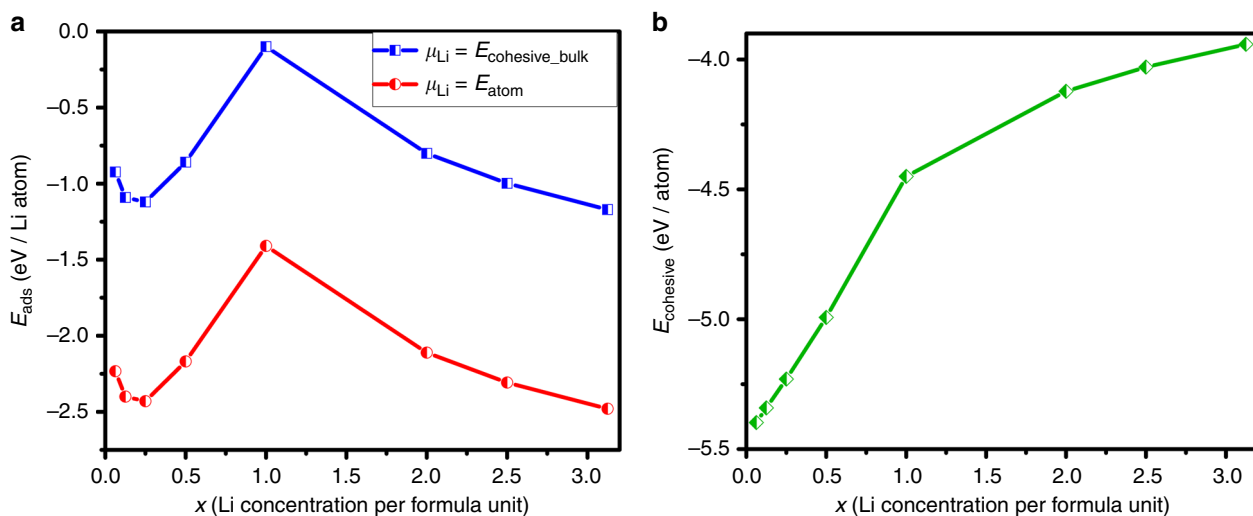 a
0.0
−0.5
−1.0
−1.5
−2.0
−2.5
E_ads (eV / Li atom)
μ_Li = E_cohesive_bulk
μ_Li = E_atom
0.0 0.5 1.0 1.5 2.0 2.5 3.0
x (Li concentration per formula unit)
b
−4.0
−4.5
−5.0
−5.5
E_cohesive (eV / atom)
0.0 0.5 1.0 1.5 2.0 2.5 3.0
x (Li concentration per formula unit)